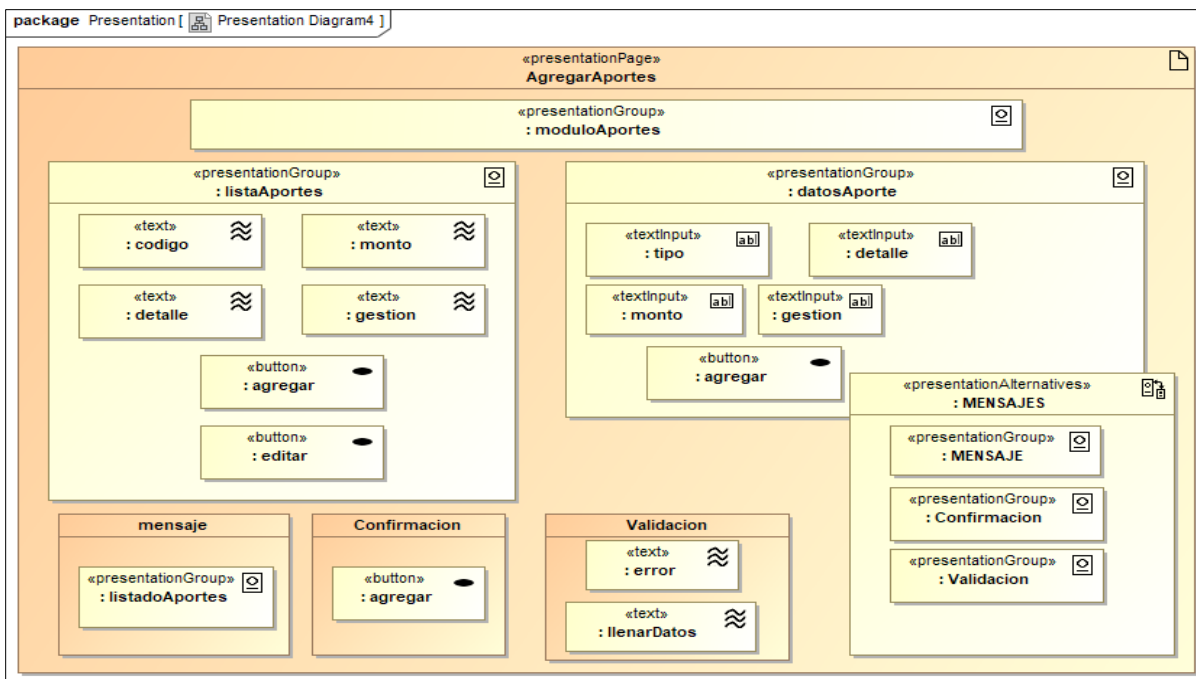 package Presentation [ Presentation Diagram4 ]
«presentationPage»
AgregarAportes
«presentationGroup»
: moduloAportes
«presentationGroup»
: listaAportes
«text»
: codigo
«text»
: monto
«text»
: detalle
«text»
: gestion
«button»
: agregar
«button»
: editar
«presentationGroup»
: datosAporte
«textInput»
: tipo
abl
«textInput»
: detalle
abl
«textInput»
: monto
abl
«textInput»
: gestion
abl
«button»
: agregar
«presentationAlternatives»
: MENSAJES
«presentationGroup»
: MENSAJE
«presentationGroup»
: Confirmacion
«presentationGroup»
: Validacion
mensaje
«presentationGroup»
: listadoAportes
Confirmacion
«button»
: agregar
Validacion
«text»
: error
«text»
: llenarDatos